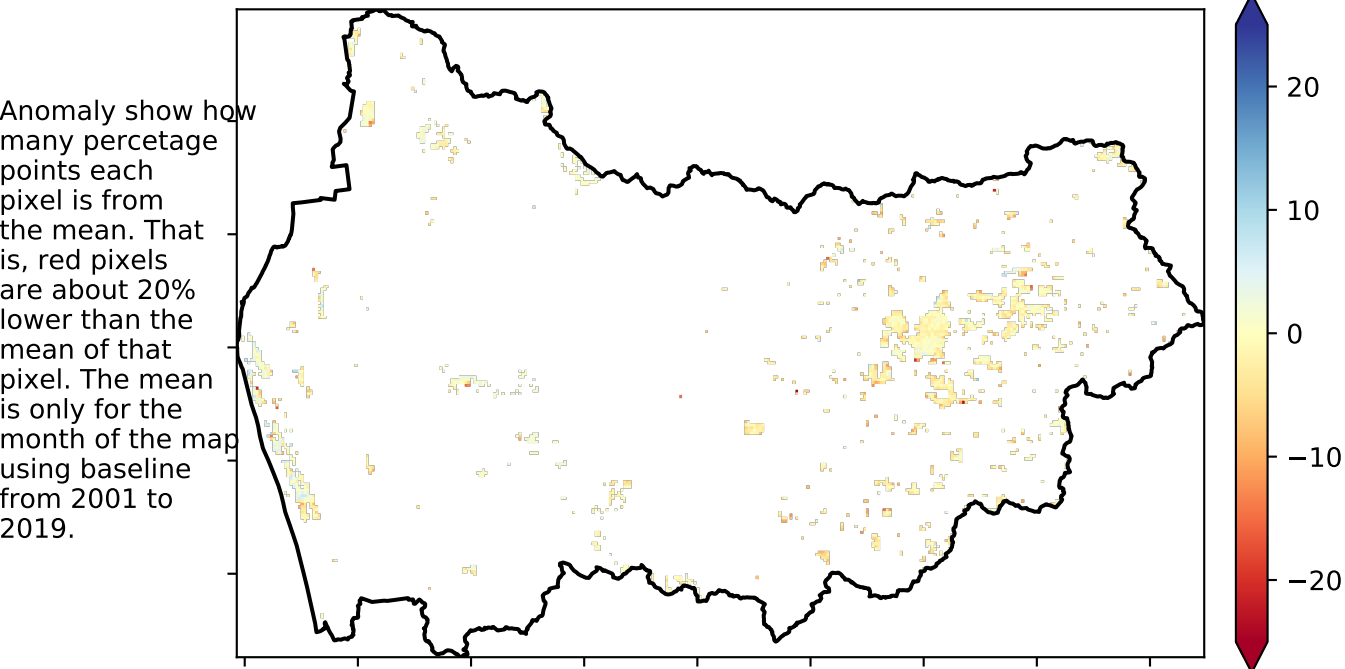 Anomaly show how
many percetage
points each
pixel is from
the mean. That
is, red pixels
are about 20%
lower than the
mean of that
pixel. The mean
is only for the
month of the map
using baseline
from 2001 to
2019.
20
10
0
−10
−20